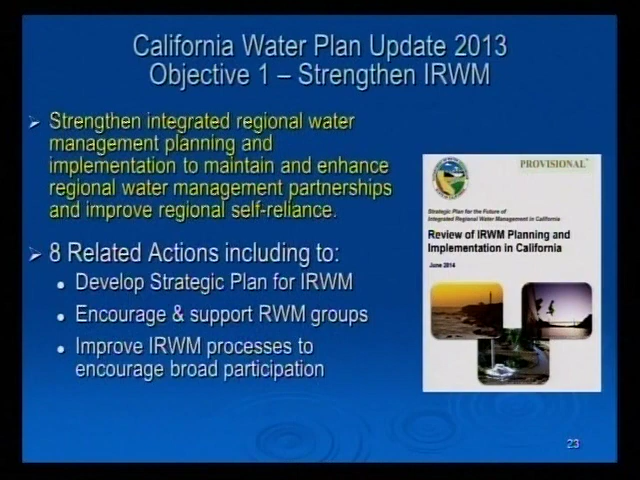 California Water Plan Update 2013
Objective 1 – Strengthen IRWM
Strengthen integrated regional water
management planning and
implementation to maintain and enhance
regional water management partnerships
and improve regional self-reliance.
8 Related Actions including to:
Develop Strategic Plan for IRWM
Encourage & support RWM groups
Improve IRWM processes to
encourage broad participation
PROVISIONAL
Strategic Plan for the Future of
Integrated Regional Water Management in California
Review of IRWM Planning and
Implementation in California
June 2014
23